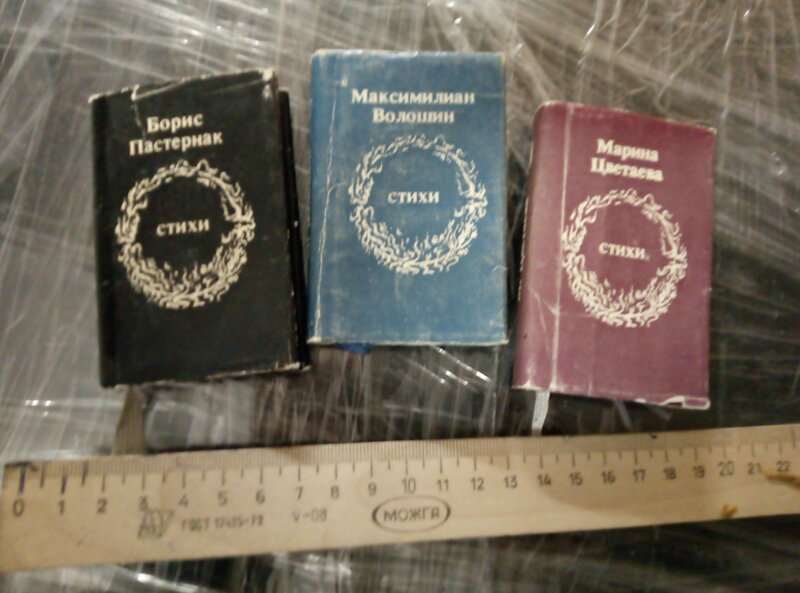 Борис
Пастернак
стихи
Максимилиан
Волошин
стихи
Марина
Цветаева
стихи
0 1 2 3 4 5 6 7 8 9 10 11 12 13 14 15 16 17 18 19 20 21 22
ГОСТ 17435-72
МОЖГА